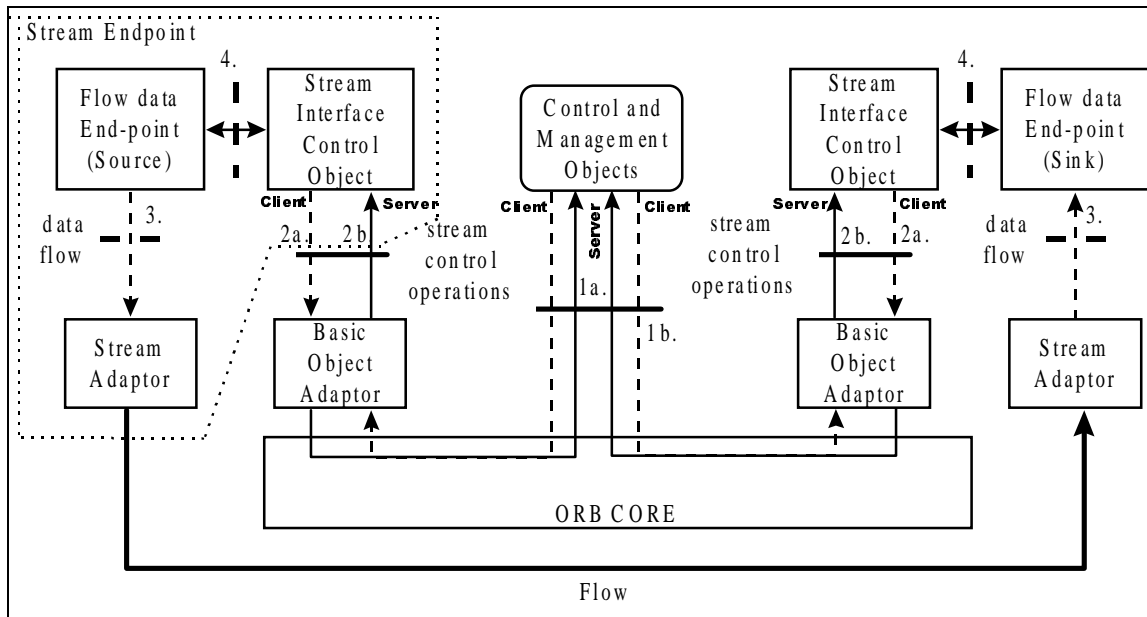 Stream Endpoint
4.
Flow data
End-point
(Source)
Stream
Interface
Control
Object
Control and
Management
Objects
Stream
Interface
Control
Object
4.
Flow data
End-point
(Sink)
Client
Server
Client
Server
Client
Server
Client
data
flow
3.
2a.
2b.
stream
control
operations
1a.
1b.
stream
control
operations
2b.
2a.
data
flow
3.
Stream
Adaptor
Basic
Object
Adaptor
Basic
Object
Adaptor
Stream
Adaptor
ORB CORE
Flow